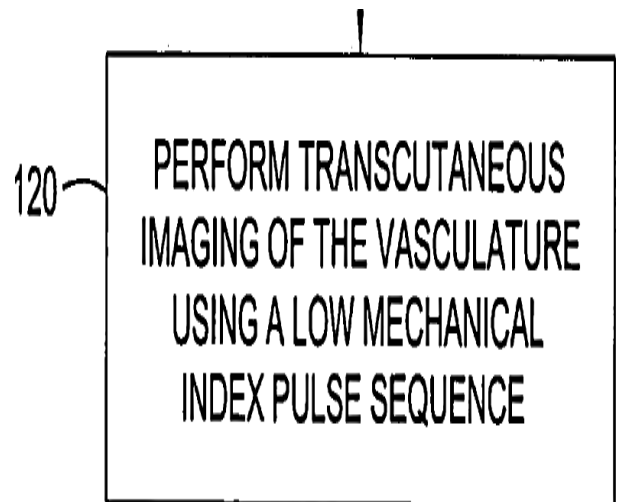 120
PERFORM TRANSCUTANEOUS
IMAGING OF THE VASCULATURE
USING A LOW MECHANICAL
INDEX PULSE SEQUENCE